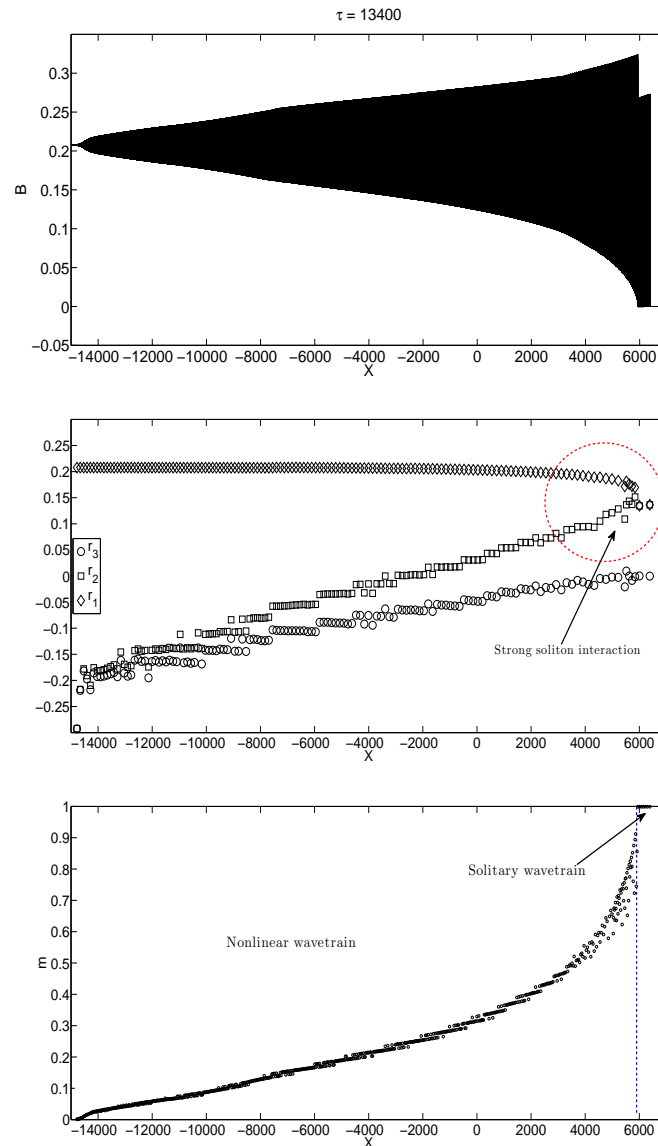 τ = 13400
0.3
0.25
0.2
0.15
0.1
0.05
0
−0.05
B
−14000 −12000 −10000 −8000 −6000 −4000 −2000 0 2000 4000 6000
X
0.25
0.2
0.15
0.1
0.05
0
−0.05
−0.1
−0.15
−0.2
−0.25
r3
r2
r1
Strong soliton interaction
−14000 −12000 −10000 −8000 −6000 −4000 −2000 0 2000 4000 6000
X
1
0.9
0.8
0.7
0.6
0.5
0.4
0.3
0.2
0.1
0
m
Solitary wavetrain
Nonlinear wavetrain
−14000 −12000 −10000 −8000 −6000 −4000 −2000 0 2000 4000 6000
X